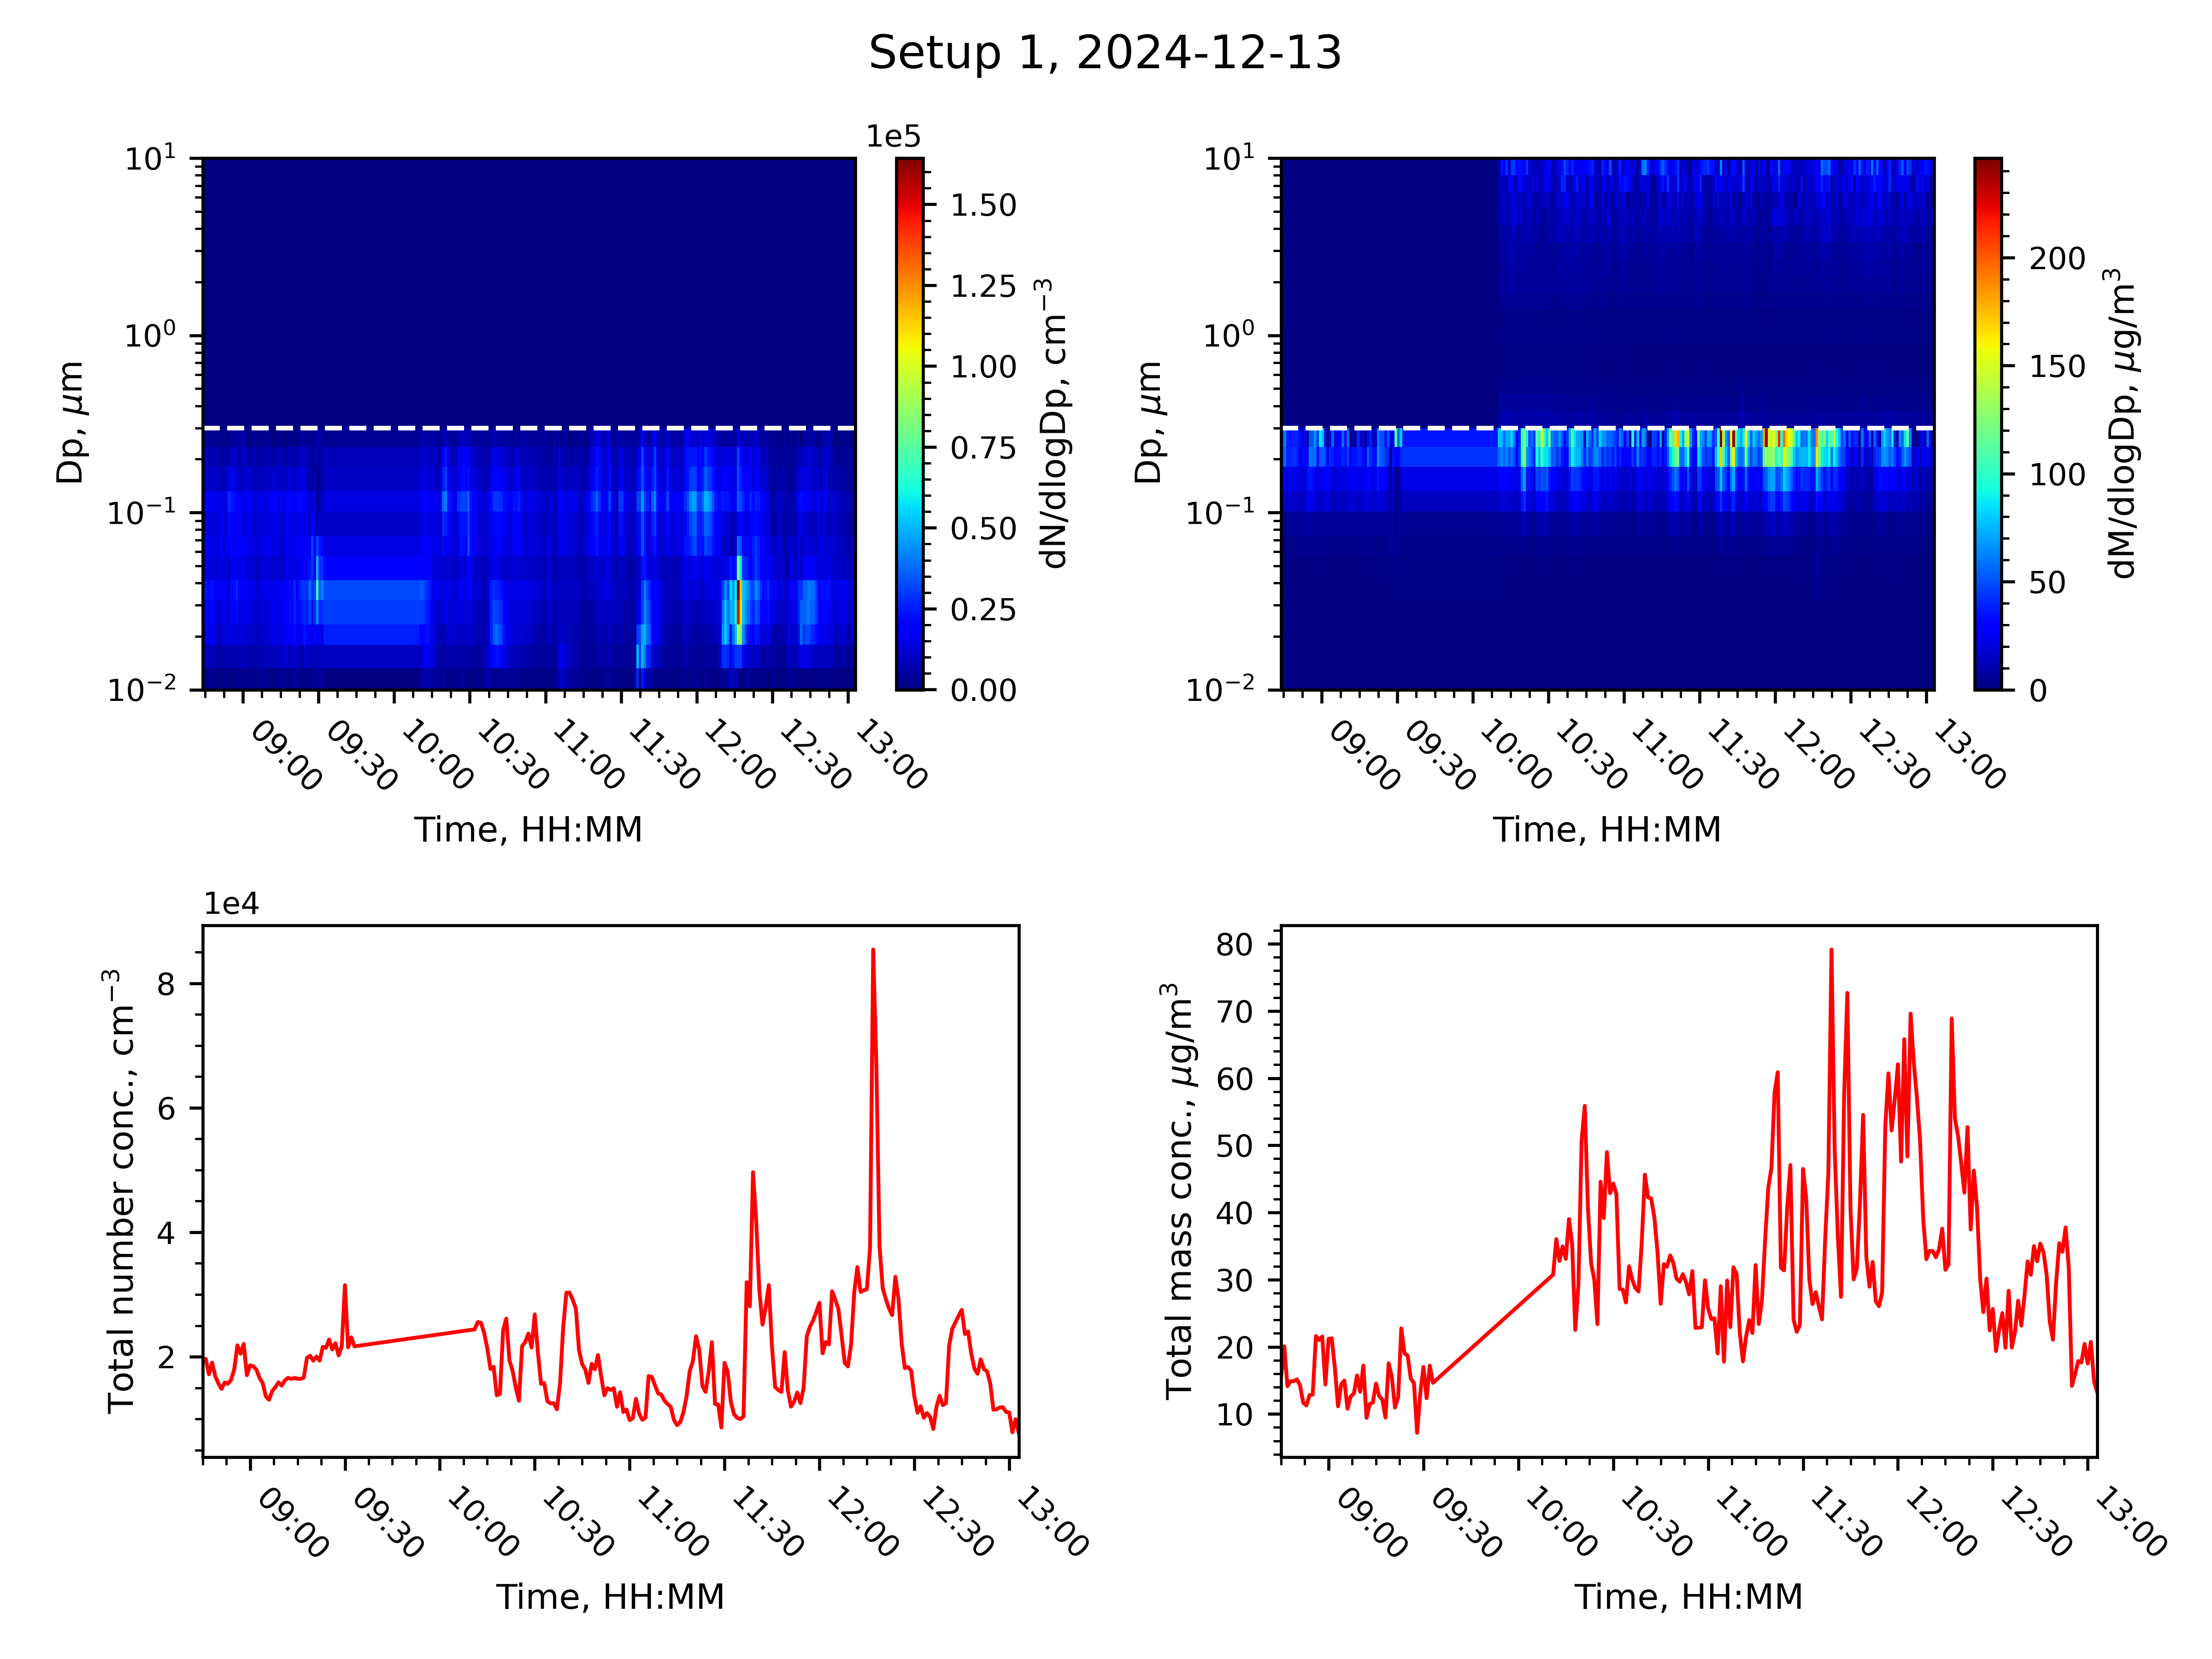 Setup 1, 2024-12-13
1e5
10¹
10⁰
10⁻¹
10⁻²
Dp, μm
09:00 09:30 10:00 10:30 11:00 11:30 12:00 12:30 13:00
Time, HH:MM
1.50
1.25
1.00
0.75
0.50
0.25
0.00
dN/dlogDp, cm⁻³
10¹
10⁰
10⁻¹
10⁻²
Dp, μm
09:00 09:30 10:00 10:30 11:00 11:30 12:00 12:30 13:00
Time, HH:MM
200
150
100
50
0
dM/dlogDp, μg/m³
1e4
8
6
4
2
Total number conc., cm⁻³
09:00 09:30 10:00 10:30 11:00 11:30 12:00 12:30 13:00
Time, HH:MM
80
70
60
50
40
30
20
10
Total mass conc., μg/m³
09:00 09:30 10:00 10:30 11:00 11:30 12:00 12:30 13:00
Time, HH:MM